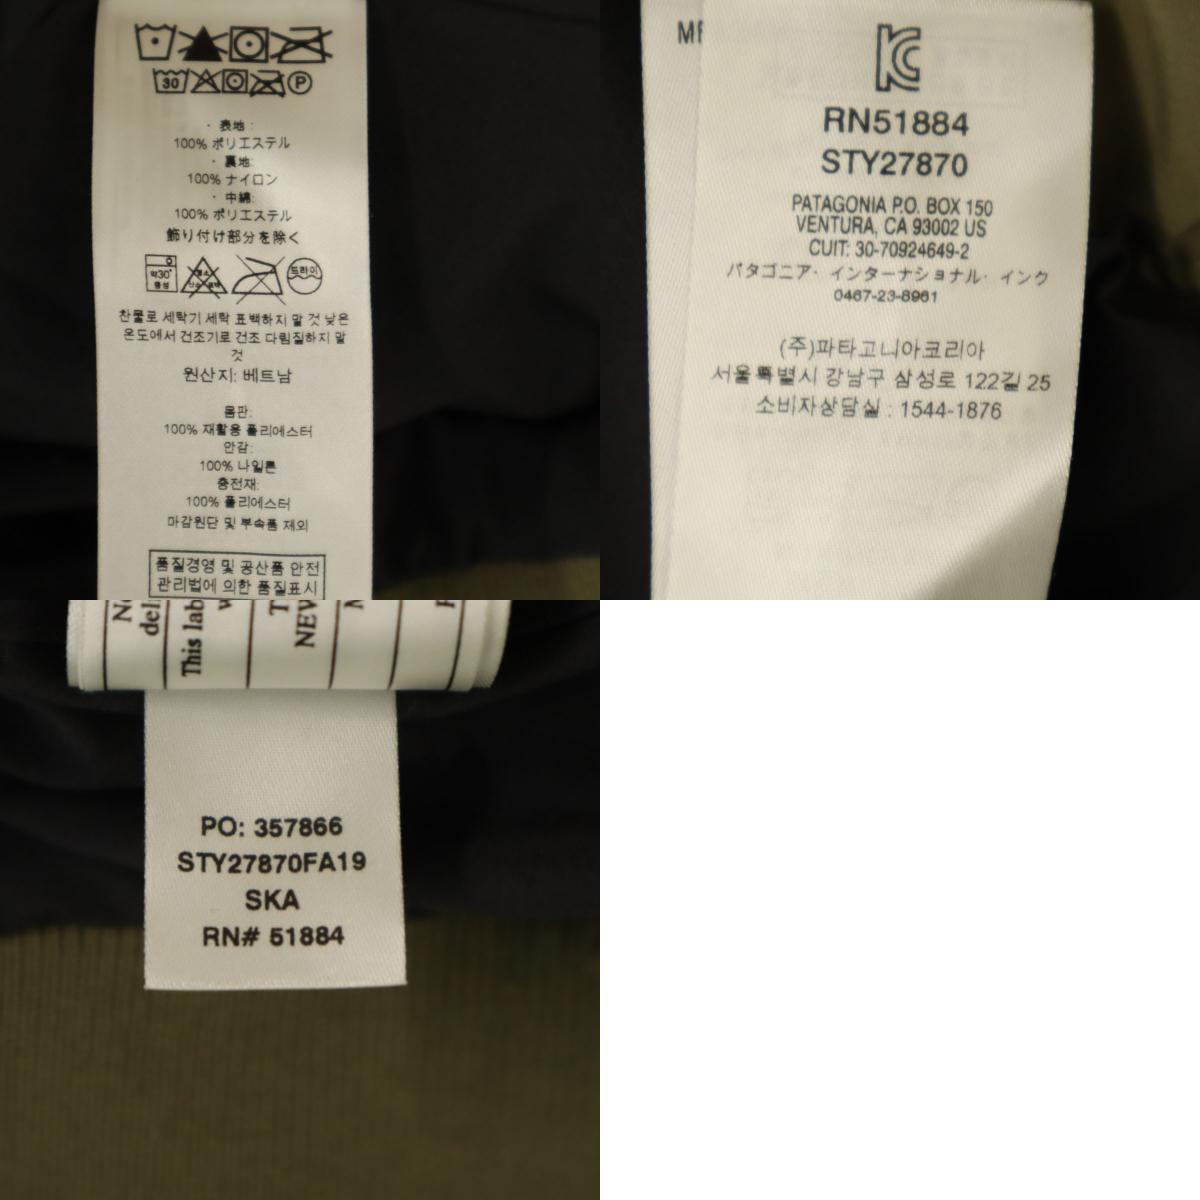 30 P
・ 表地 :
100% ポリエステル
・ 裏地:
100% ナイロン
・ 中綿:
100% ポリエステル
飾り付け部分を除く
약30°
중성
드라이
찬물로 세탁기 세탁 표백하지 말 것 낮은
온도에서 건조기로 건조 다림질하지 말
것
원산지: 베트남
몸판:
100% 재활용 폴리에스터
안감:
100% 나일론
충전재:
100% 폴리에스터
마감원단 및 부속품 제외
품질경영 및 공산품 안전
관리법에 의한 품질표시
RN51884
STY27870
PATAGONIA P.O. BOX 150
VENTURA, CA 93002 US
CUIT: 30-70924649-2
パタゴニア・ インターナショナル・ インク
0467-23-8961
(주)파타고니아코리아
서울특별시 강남구 삼성로 122길 25
소비자상담실 : 1544-1876
This lab
NEW
PO: 357866
STY27870FA19
SKA
RN# 51884